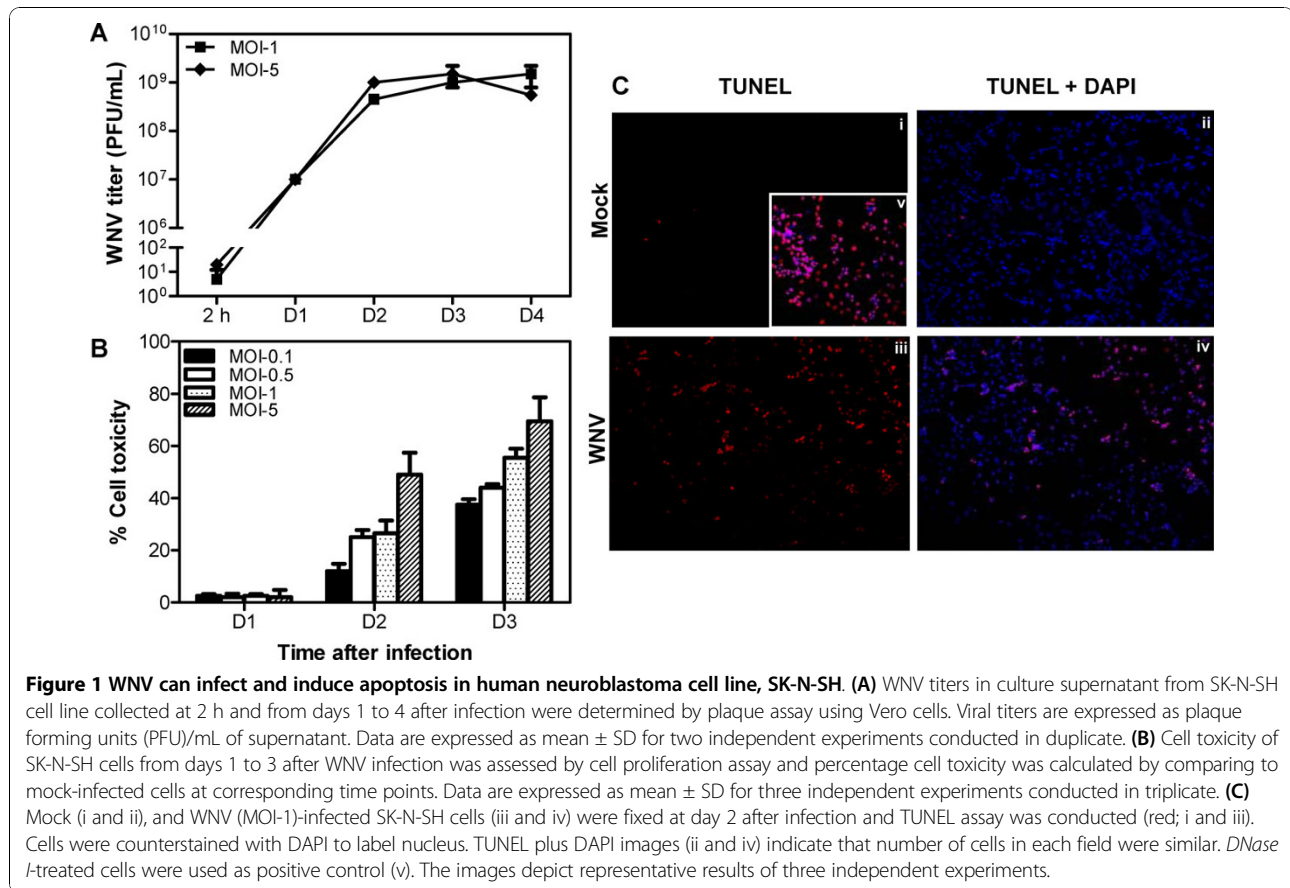 A
10^10
10^9
10^8
10^7
10^6
10^2
10^1
10^0
WNV titer (PFU/mL)
MOI-1
MOI-5
2 h D1 D2 D3 D4
B
100
80
60
40
20
0
% Cell toxicity
MOI-0.1
MOI-0.5
MOI-1
MOI-5
D1 D2 D3
Time after infection
C
TUNEL TUNEL + DAPI
Mock
i
ii
v
WNV
iii
iv
Figure 1 WNV can infect and induce apoptosis in human neuroblastoma cell line, SK-N-SH. (A) WNV titers in culture supernatant from SK-N-SH
cell line collected at 2 h and from days 1 to 4 after infection were determined by plaque assay using Vero cells. Viral titers are expressed as plaque
forming units (PFU)/mL of supernatant. Data are expressed as mean ± SD for two independent experiments conducted in duplicate. (B) Cell toxicity of
SK-N-SH cells from days 1 to 3 after WNV infection was assessed by cell proliferation assay and percentage cell toxicity was calculated by comparing to
mock-infected cells at corresponding time points. Data are expressed as mean ± SD for three independent experiments conducted in triplicate. (C)
Mock (i and ii), and WNV (MOI-1)-infected SK-N-SH cells (iii and iv) were fixed at day 2 after infection and TUNEL assay was conducted (red; i and iii).
Cells were counterstained with DAPI to label nucleus. TUNEL plus DAPI images (ii and iv) indicate that number of cells in each field were similar. DNase
I-treated cells were used as positive control (v). The images depict representative results of three independent experiments.